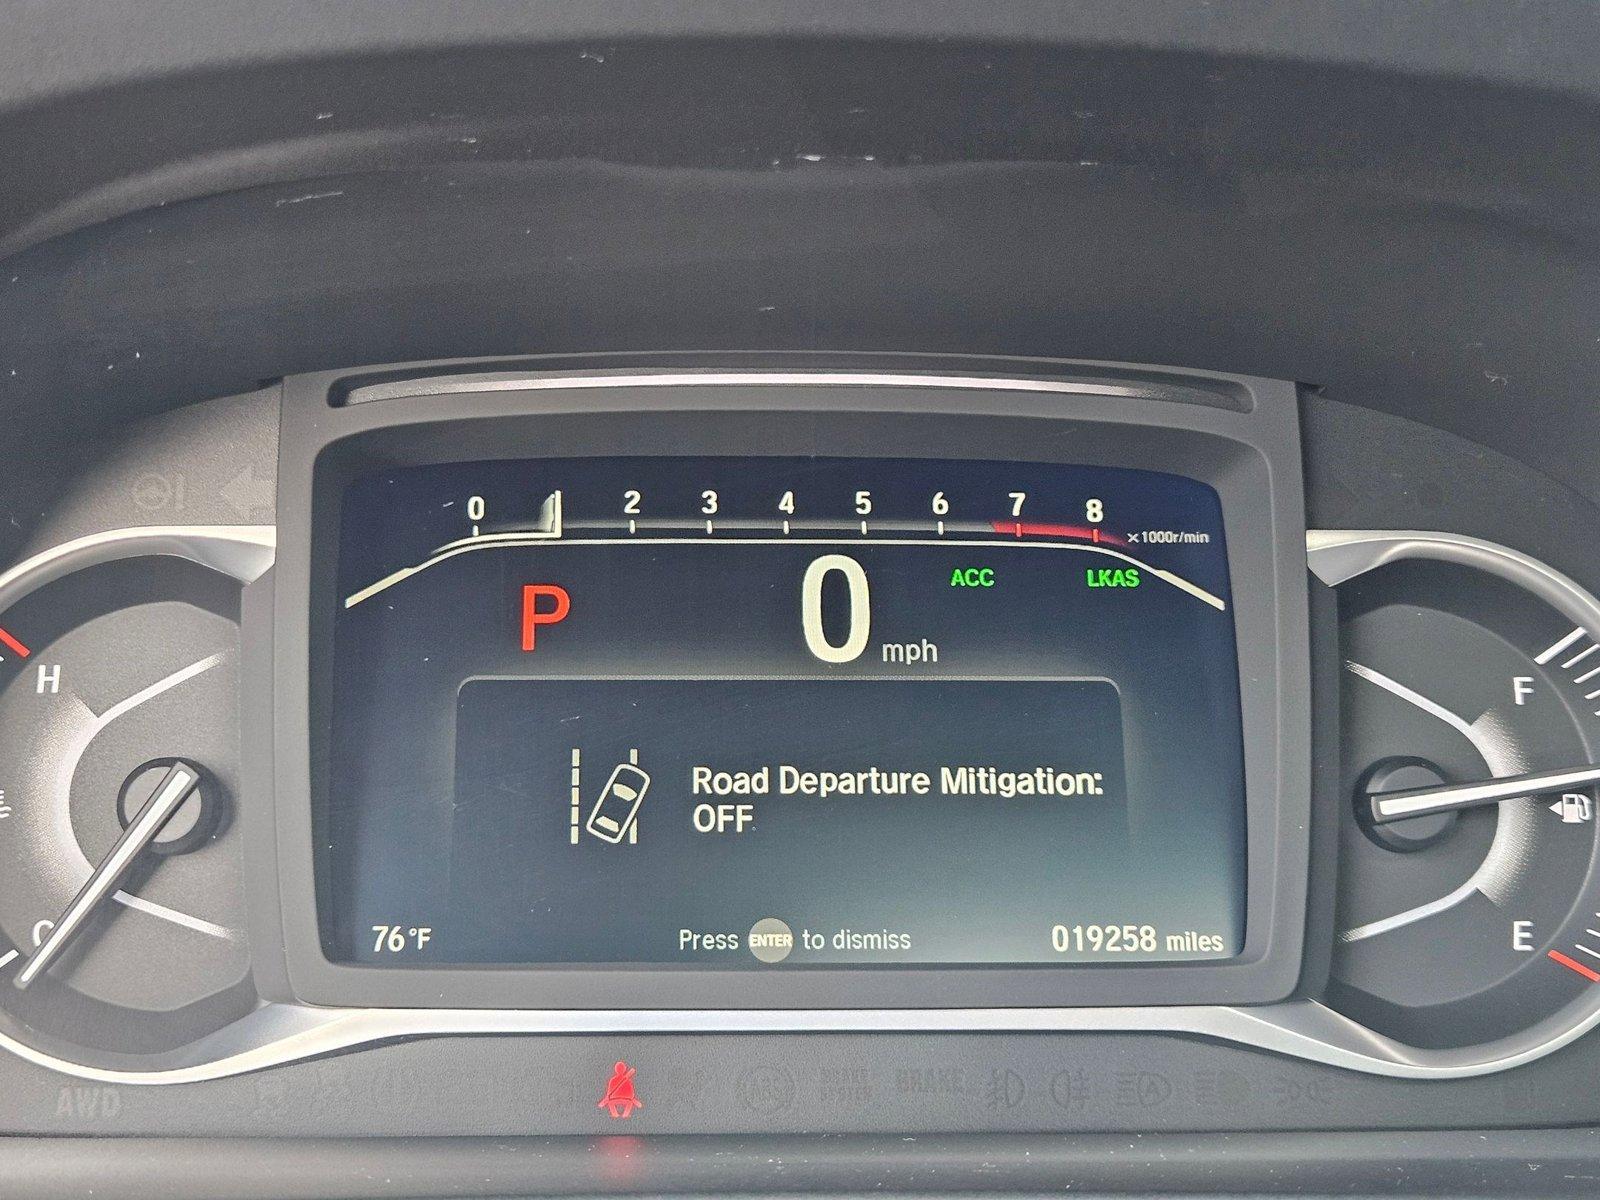 0 2 3 4 5 6 7 8 ×1000r/min
ACC LKAS
P 0 mph
H
F
Road Departure Mitigation:
OFF
C
E
76°F Press ENTER to dismiss 019258 miles
AWD
BRAKE